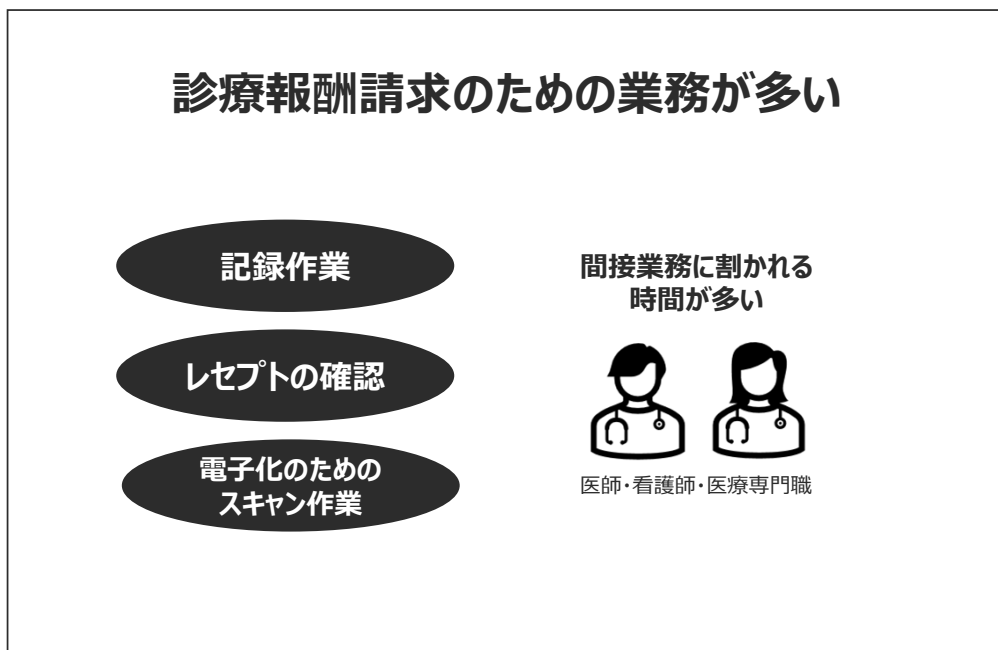 診療報酬請求のための業務が多い
記録作業
レセプトの確認
電子化のための
スキャン作業
間接業務に割かれる
時間が多い
医師・看護師・医療専門職